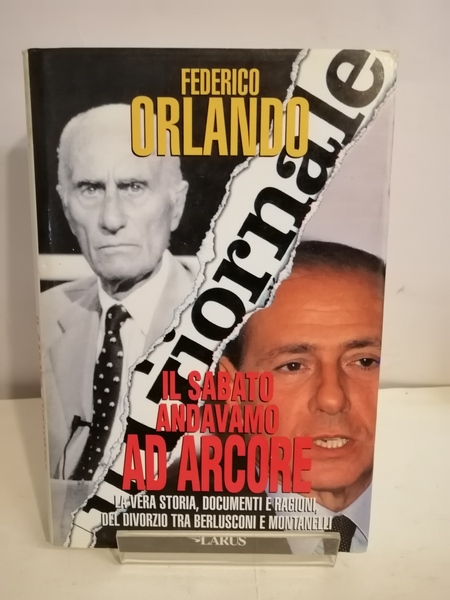 FEDERICO
ORLANDO
il Giornale
IL SABATO
ANDAVAMO
AD ARCORE
LA VERA STORIA, DOCUMENTI E RAGIONI,
DEL DIVORZIO TRA BERLUSCONI E MONTANELLI
LARUS